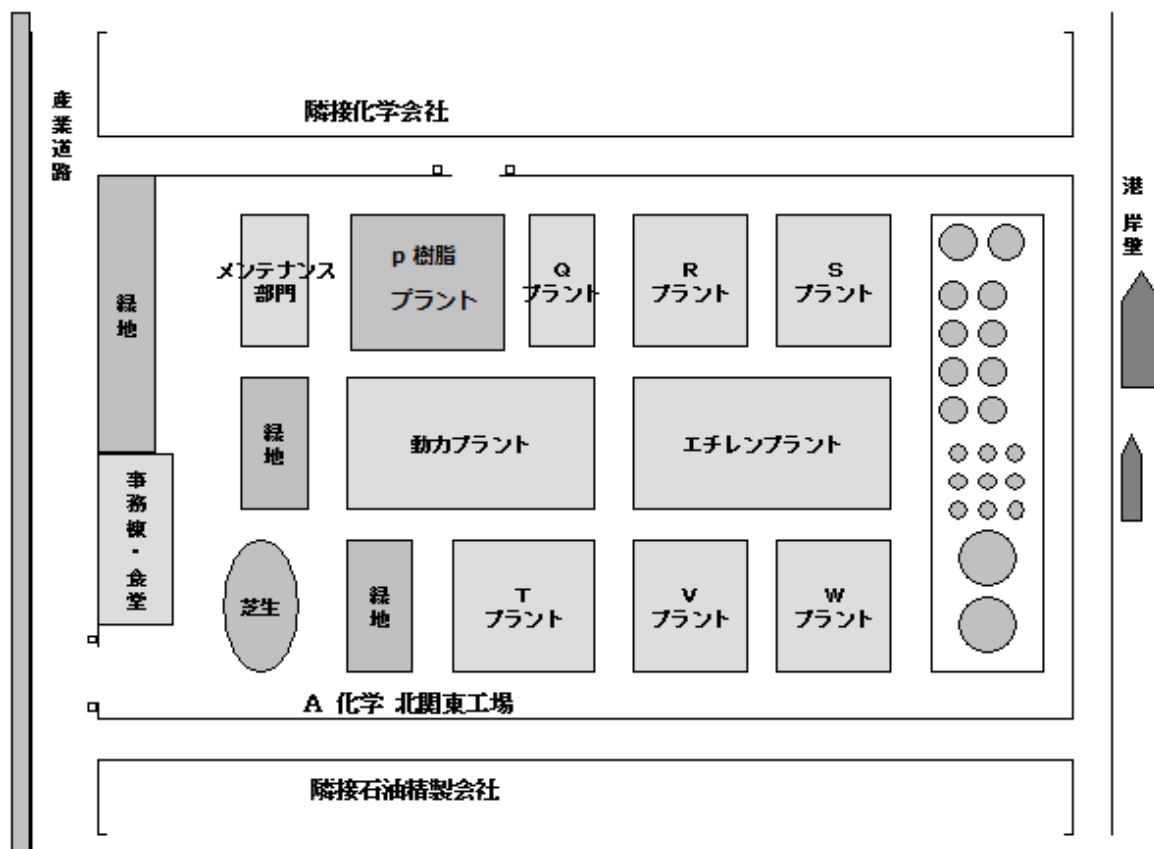 隣接化学会社
産業道路
港 岸壁
メンテナンス
部門
p 樹脂
プラント
Q
プラント
R
プラント
S
プラント
緑地
緑地
動力プラント
エチレンプラント
事務棟・食堂
芝生
緑地
T
プラント
V
プラント
W
プラント
A 化学 北関東工場
隣接石油精製会社